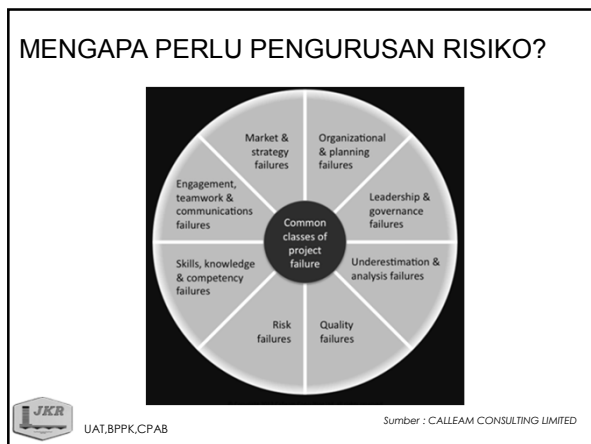 MENGAPA PERLU PENGURUSAN RISIKO?
Market &
strategy
failures
Organizational
& planning
failures
Engagement,
teamwork &
communications
failures
Leadership &
governance
failures
Common
classes of
project
failure
Skills, knowledge
& competency
failures
Underestimation &
analysis failures
Risk
failures
Quality
failures
JKR
UAT,BPPK,CPAB
Sumber : CALLEAM CONSULTING LIMITED